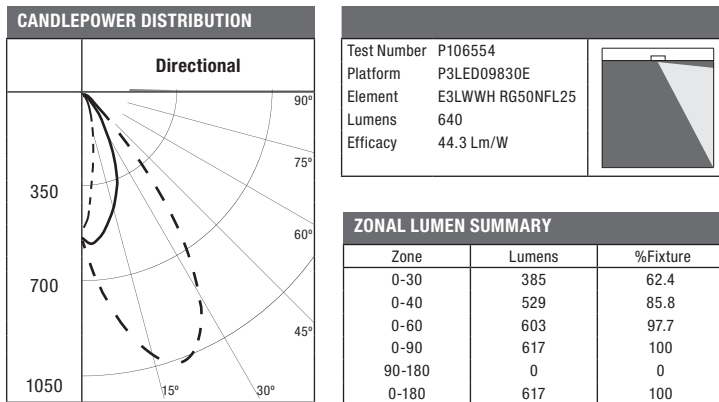 CANDLEPOWER DISTRIBUTION
Directional
90°
75°
60°
45°
30°
15°
350
700
1050
Test Number P106554
Platform P3LED09830E
Element E3LWWH RG50NFL25
Lumens 640
Efficacy 44.3 Lm/W
ZONAL LUMEN SUMMARY
Zone Lumens %Fixture
0-30 385 62.4
0-40 529 85.8
0-60 603 97.7
0-90 617 100
90-180 0 0
0-180 617 100